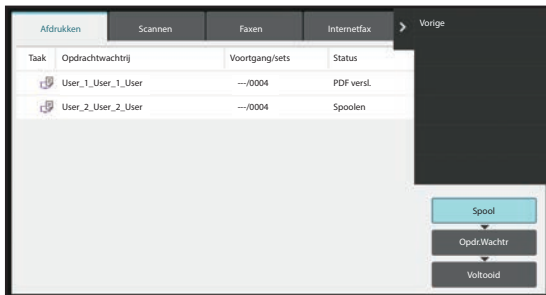 Afdrukken Scannen Faxen Internetfax Vorige
Taak Opdrachtwachtrij Voortgang/sets Status
User_1_User_1_User ---/0004 PDF versl.
User_2_User_2_User ---/0004 Spoolen
Spool
Opdr.Wachtr
Voltooid